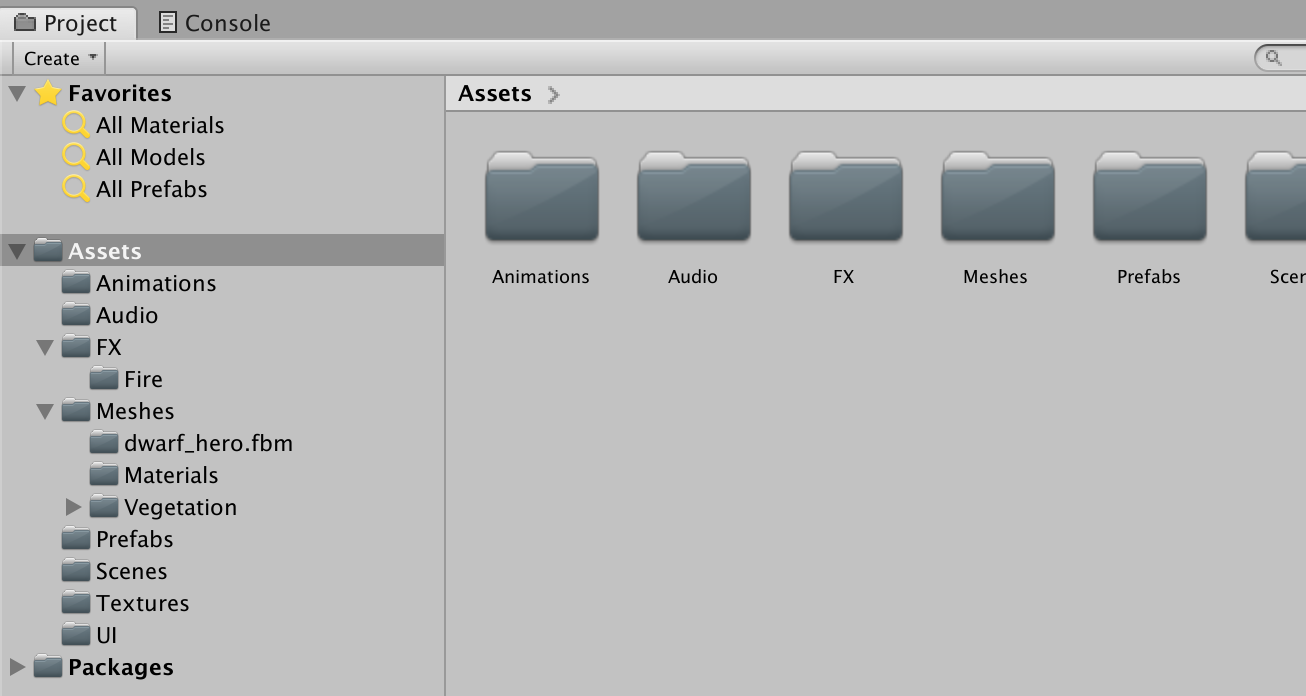 Project
Console
Create
Favorites
All Materials
All Models
All Prefabs
Assets
Animations
Audio
FX
Fire
Meshes
dwarf_hero.fbm
Materials
Vegetation
Prefabs
Scenes
Textures
UI
Packages
Assets
Animations
Audio
FX
Meshes
Prefabs
Scen